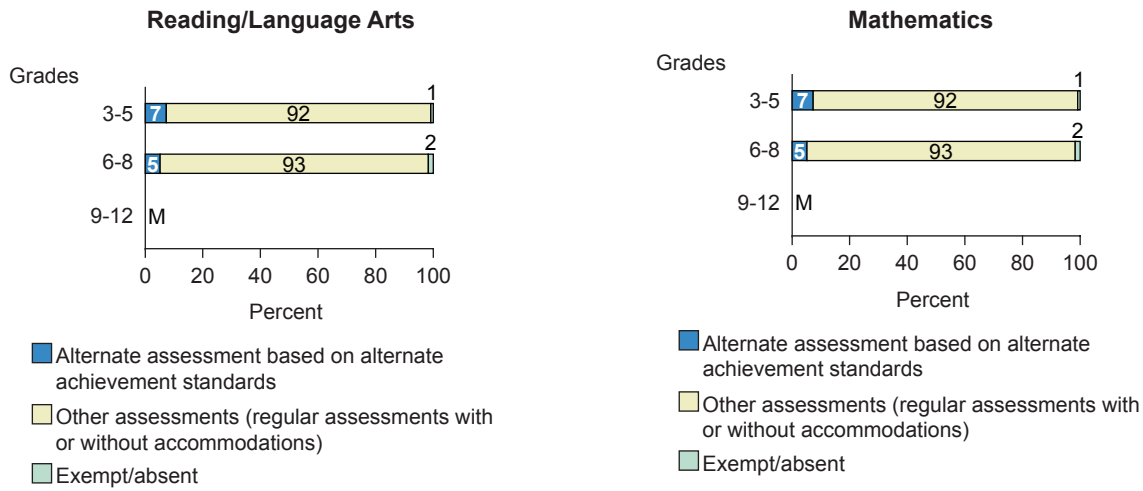 Reading/Language Arts
Grades
3-5
7
92
1
6-8
5
93
2
9-12
M
0 20 40 60 80 100
Percent
Alternate assessment based on alternate
achievement standards
Other assessments (regular assessments with
or without accommodations)
Exempt/absent
Mathematics
Grades
3-5
7
92
1
6-8
5
93
2
9-12
M
0 20 40 60 80 100
Percent
Alternate assessment based on alternate
achievement standards
Other assessments (regular assessments with
or without accommodations)
Exempt/absent